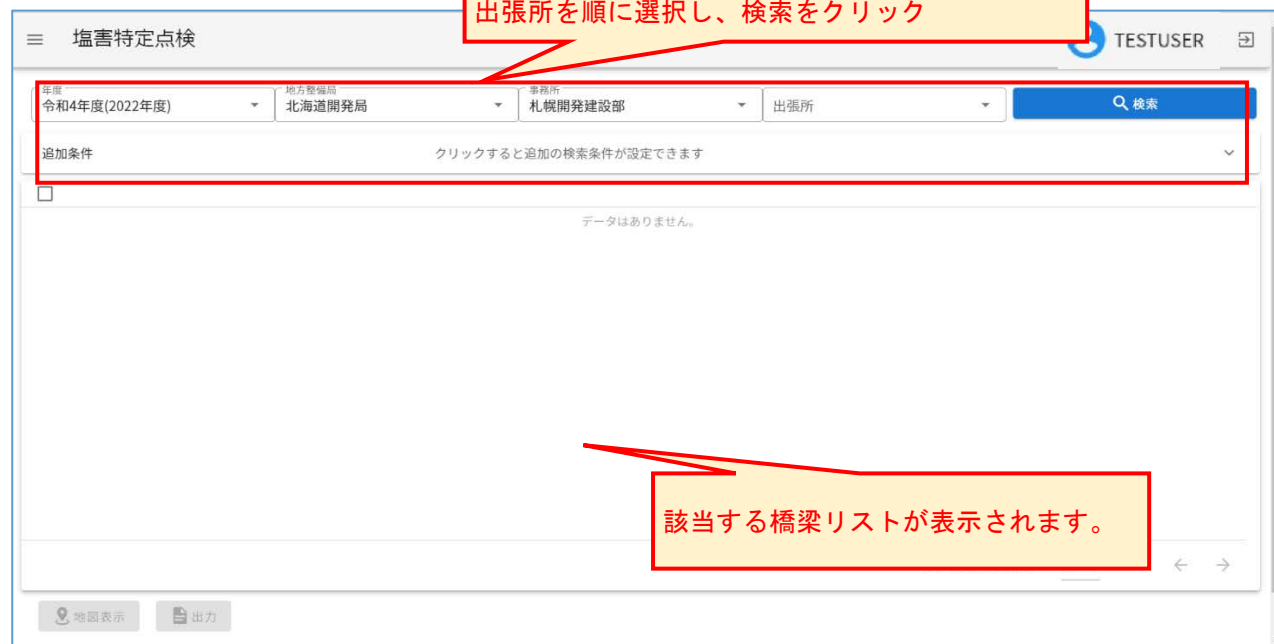 出張所を順に選択し、検索をクリック
塩害特定点検
TESTUSER
年度
令和4年度(2022年度)
地方整備局
北海道開発局
事務所
札幌開発建設部
出張所
検索
追加条件
クリックすると追加の検索条件が設定できます
データはありません。
該当する橋梁リストが表示されます。
地図表示
出力